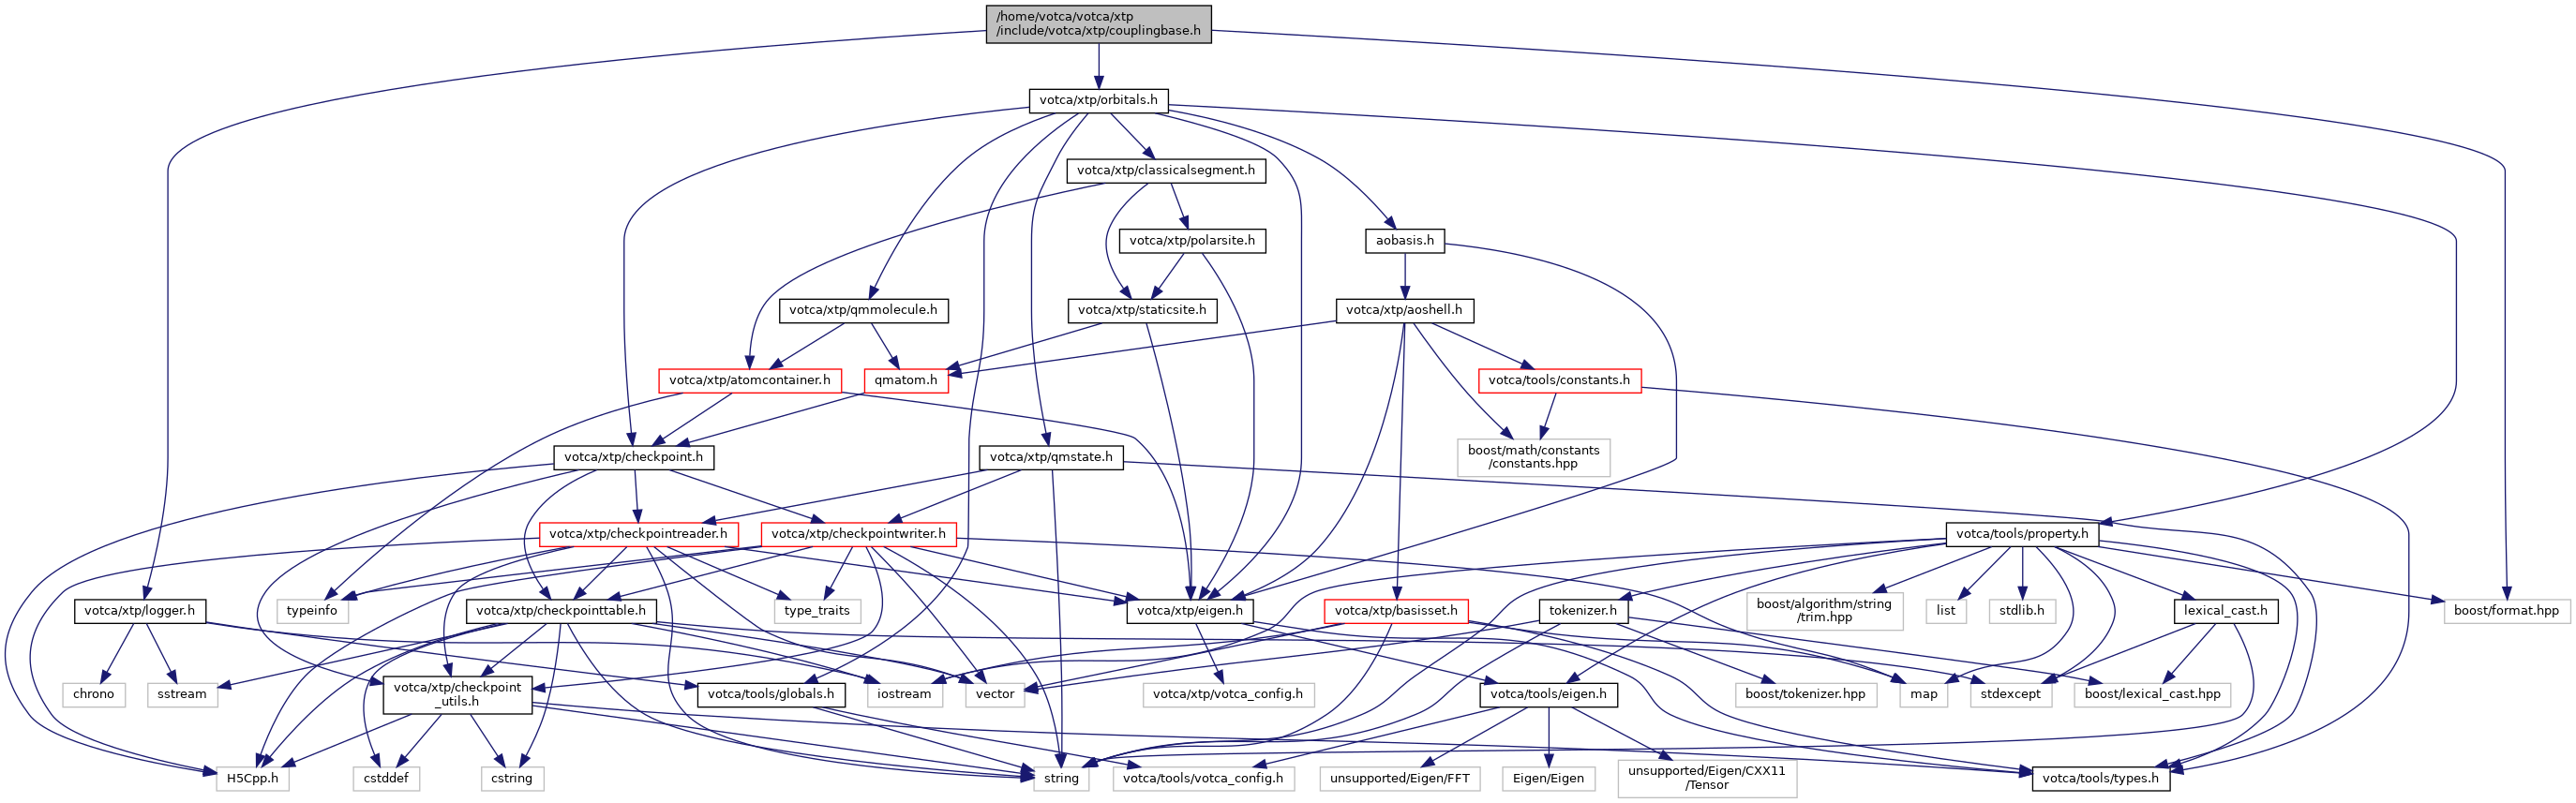 /home/votca/votca/xtp
/include/votca/xtp/couplingbase.h
votca/xtp/orbitals.h
votca/xtp/classicalsegment.h
votca/xtp/polarsite.h
aobasis.h
votca/xtp/qmmolecule.h
votca/xtp/staticsite.h
votca/xtp/aoshell.h
votca/xtp/atomcontainer.h
qmatom.h
votca/tools/constants.h
votca/xtp/checkpoint.h
votca/xtp/qmstate.h
boost/math/constants
/constants.hpp
votca/xtp/checkpointreader.h
votca/xtp/checkpointwriter.h
votca/tools/property.h
votca/xtp/logger.h
typeinfo
votca/xtp/checkpointtable.h
type_traits
votca/xtp/eigen.h
votca/xtp/basisset.h
tokenizer.h
boost/algorithm/string
/trim.hpp
list
stdlib.h
lexical_cast.h
boost/format.hpp
chrono
sstream
votca/xtp/checkpoint
_utils.h
votca/tools/globals.h
iostream
vector
votca/xtp/votca_config.h
votca/tools/eigen.h
boost/tokenizer.hpp
map
stdexcept
boost/lexical_cast.hpp
H5Cpp.h
cstddef
cstring
string
votca/tools/votca_config.h
unsupported/Eigen/FFT
Eigen/Eigen
unsupported/Eigen/CXX11
/Tensor
votca/tools/types.h